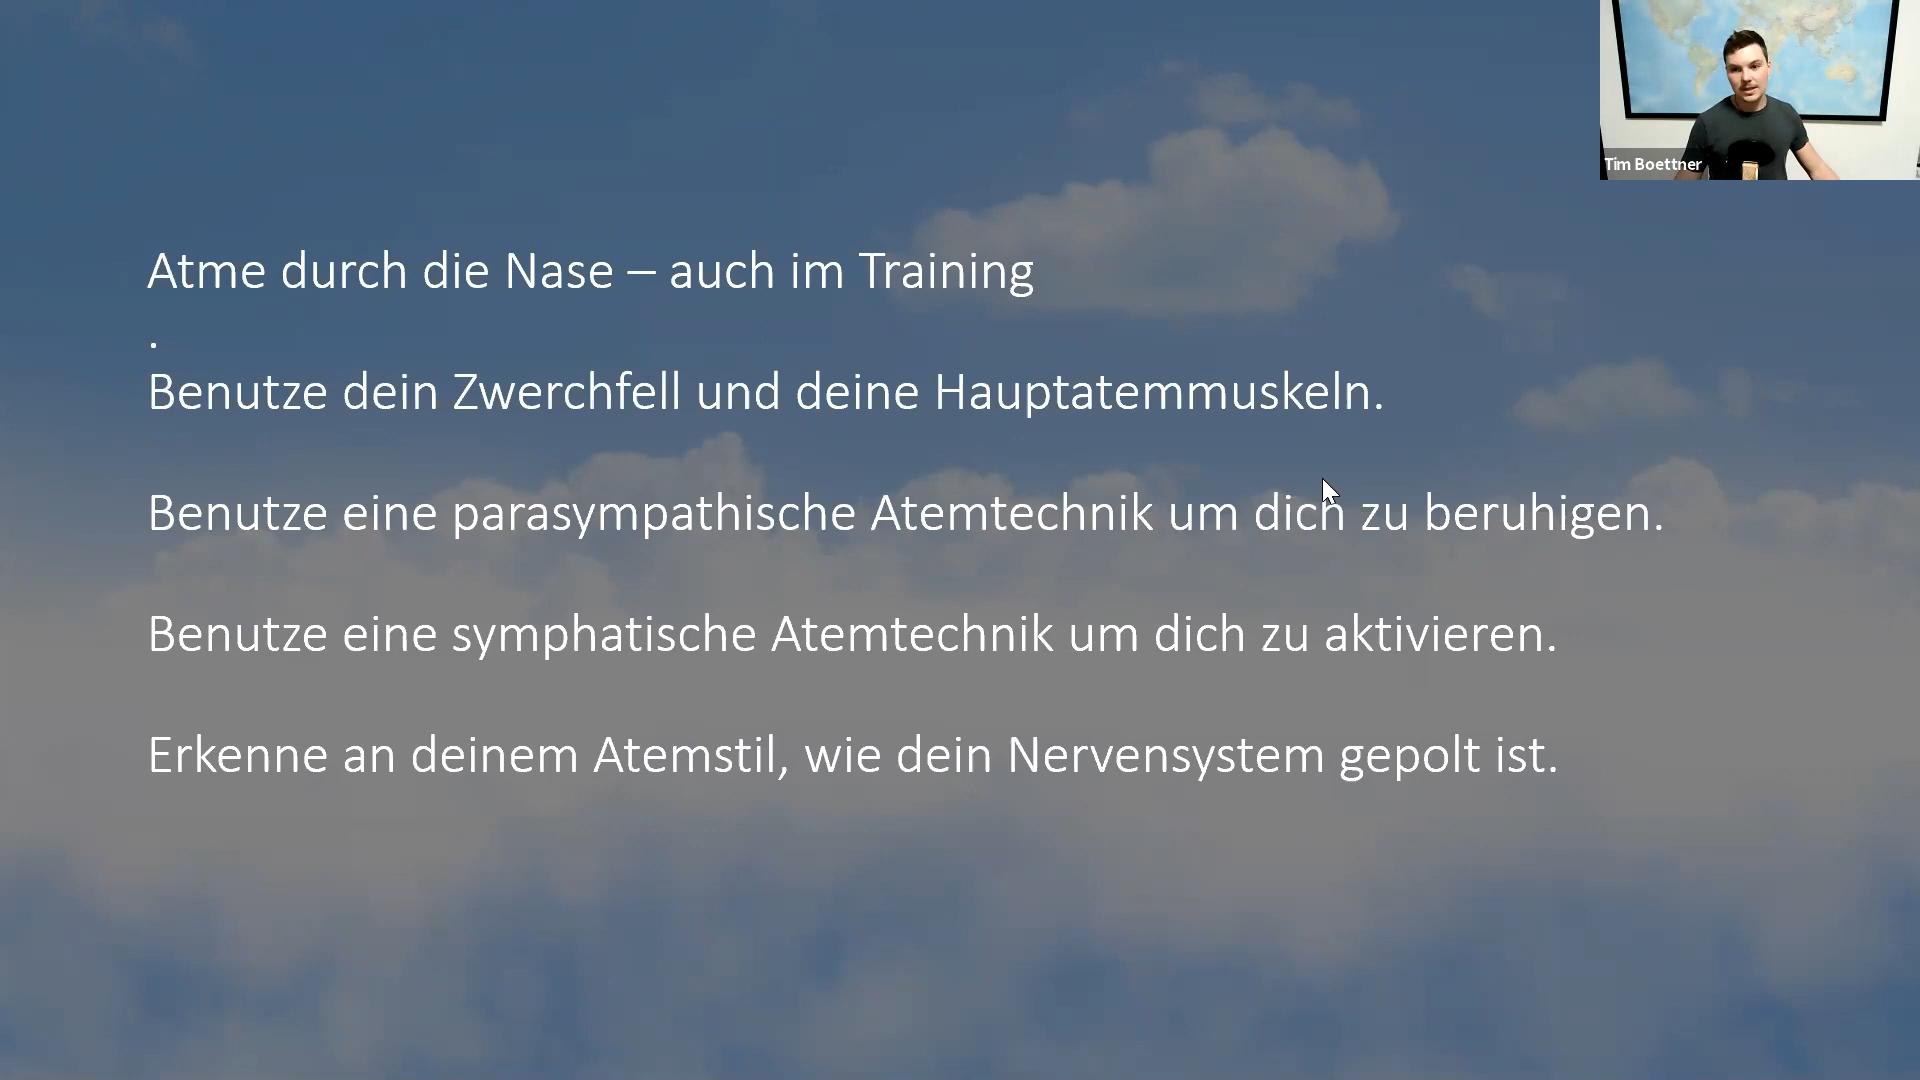 Tim Boettner
Atme durch die Nase – auch im Training
.
Benutze dein Zwerchfell und deine Hauptatemmuskeln.
Benutze eine parasympathische Atemtechnik um dich zu beruhigen.
Benutze eine symphatische Atemtechnik um dich zu aktivieren.
Erkenne an deinem Atemstil, wie dein Nervensystem gepolt ist.